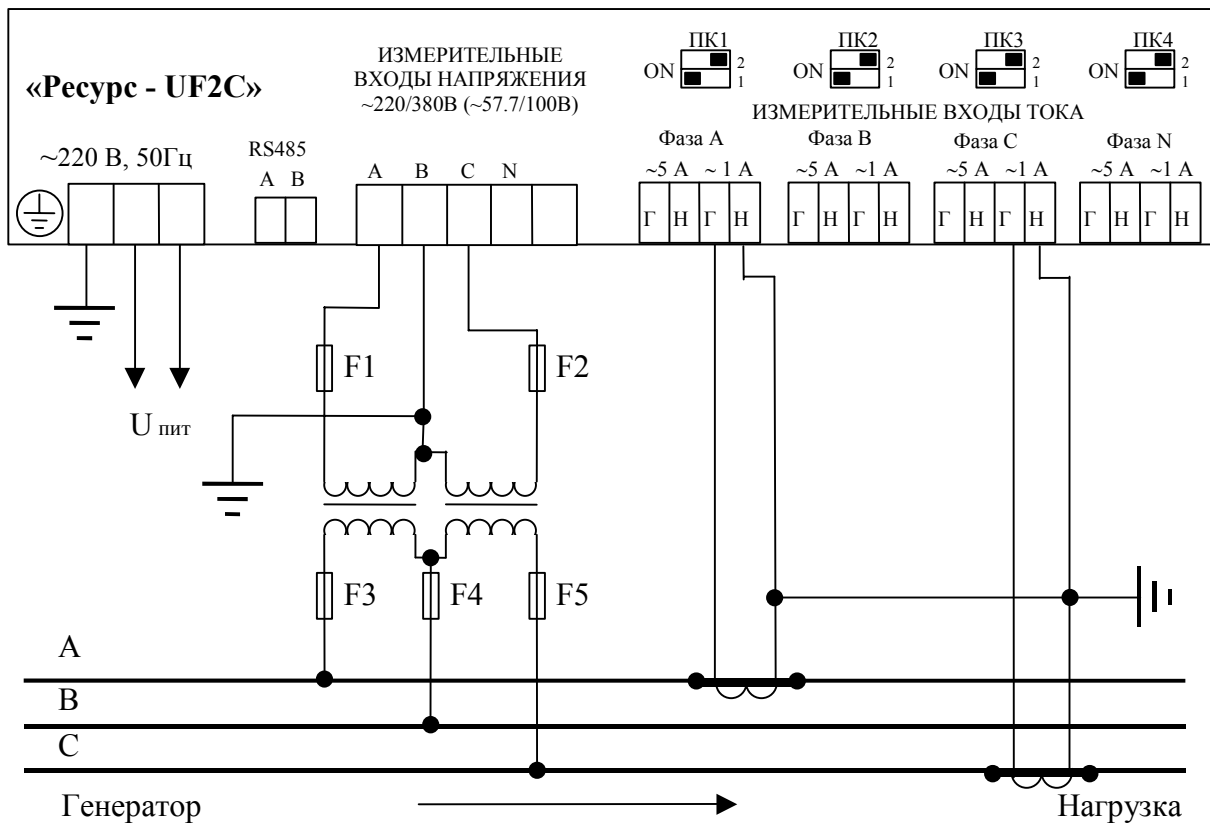 ПК1 ПК2 ПК3 ПК4
ИЗМЕРИТЕЛЬНЫЕ
ВХОДЫ НАПРЯЖЕНИЯ
~220/380В (~57.7/100В)
ON 2 1 ON 2 1 ON 2 1 ON 2 1
«Ресурс - UF2C»
ИЗМЕРИТЕЛЬНЫЕ ВХОДЫ ТОКА
Фаза А Фаза В Фаза С Фаза N
~220 В, 50Гц
RS485
A B
A B C N
~5 А ~ 1 А ~5 А ~1 А ~5 А ~1 А ~5 А ~1 А
Г Н Г Н Г Н Г Н Г Н Г Н Г Н Г Н
F1 F2
U пит
F3 F4 F5
A
B
C
Генератор Нагрузка